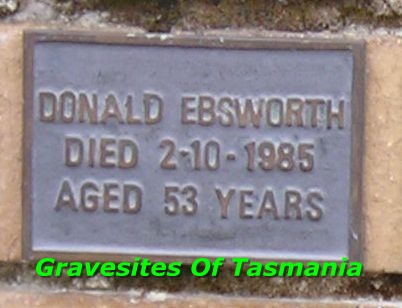 DONALD EBSWORTH
DIED 2-10-1985
AGED 53 YEARS
Gravesites Of Tasmania